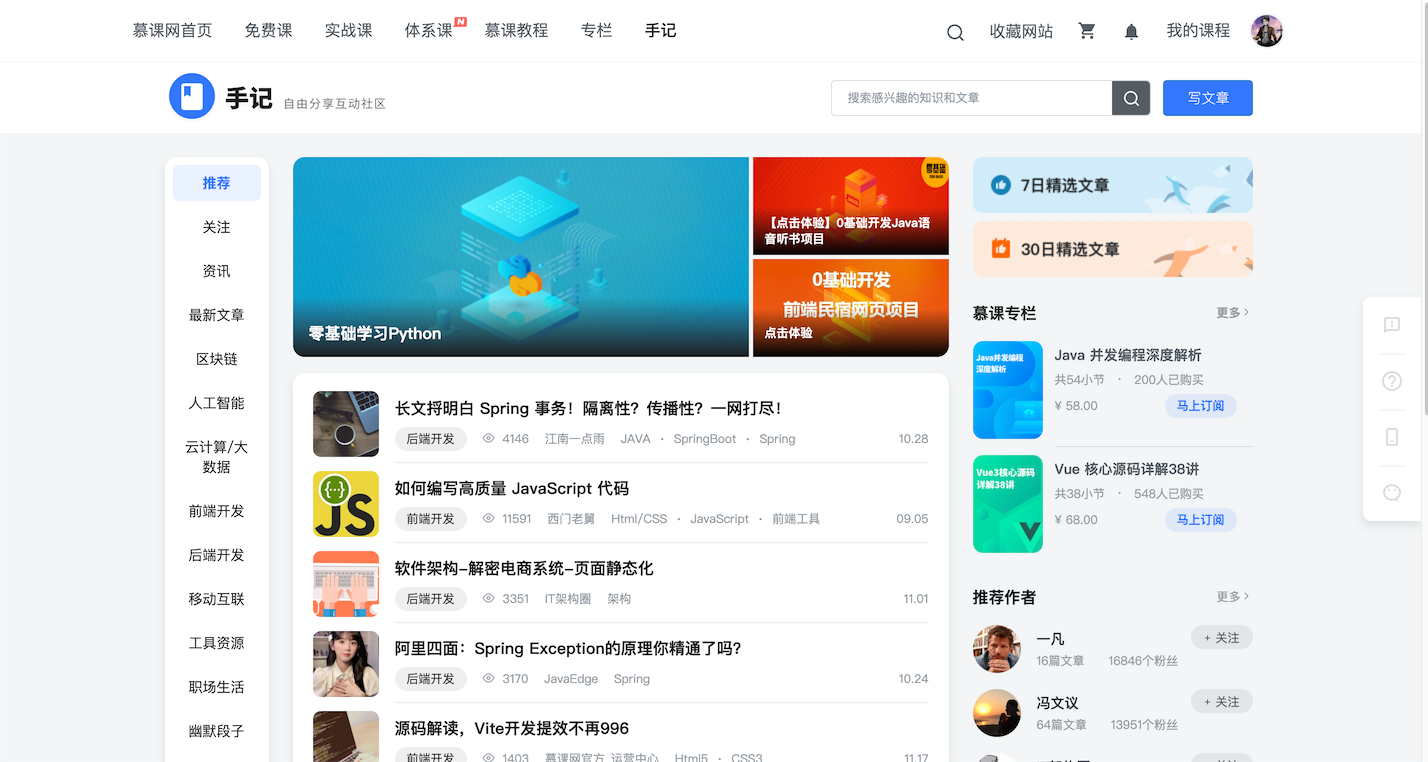 慕课网首页 免费课 实战课 体系课 N 慕课教程 专栏 手记 收藏网站 我的课程
手记 自由分享互动社区 搜索感兴趣的知识和文章 写文章
推荐
关注
资讯
最新文章
区块链
人工智能
云计算/大
数据
前端开发
后端开发
移动互联
工具资源
职场生活
幽默段子
零基础学习Python
零基础
【点击体验】0基础开发Java语
音听书项目
0基础开发
前端民宿网页项目
点击体验
长文捋明白 Spring 事务！隔离性？传播性？一网打尽！
后端开发 4146 江南一点雨 JAVA · SpringBoot · Spring 10.28
{··}
JS
如何编写高质量 JavaScript 代码
前端开发 11591 西门老舅 Html/CSS · JavaScript · 前端工具 09.05
软件架构-解密电商系统-页面静态化
后端开发 3351 IT架构圈 架构 11.01
阿里四面：Spring Exception的原理你精通了吗？
后端开发 3170 JavaEdge Spring 10.24
源码解读，Vite开发提效不再996
前端开发 1403 慕课网官方_运营中心 Html5 · CSS3 11.17
7日精选文章
30日精选文章
慕课专栏 更多
Java并发编程
深度解析
Java 并发编程深度解析
共54小节 · 200人已购买
¥ 58.00 马上订阅
Vue3核心源码
详解38讲
Vue 核心源码详解38讲
共38小节 · 548人已购买
¥ 68.00 马上订阅
推荐作者 更多
一凡 + 关注
16篇文章 16846个粉丝
冯文议 + 关注
64篇文章 13951个粉丝